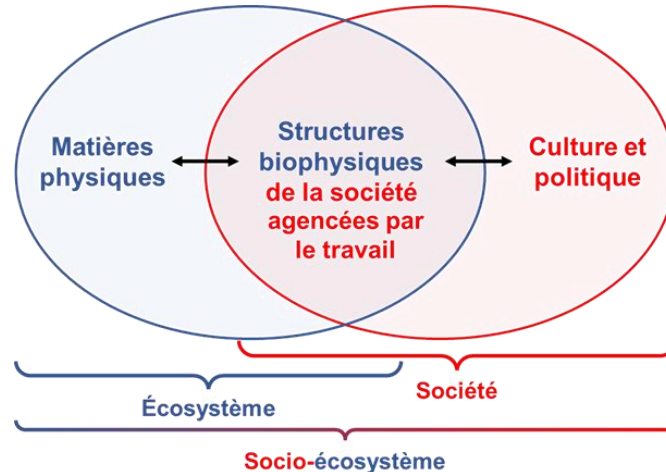 Matières
physiques
Structures
biophysiques
de la société
agencées par
le travail
Culture et
politique
Écosystème
Société
Socio-écosystème